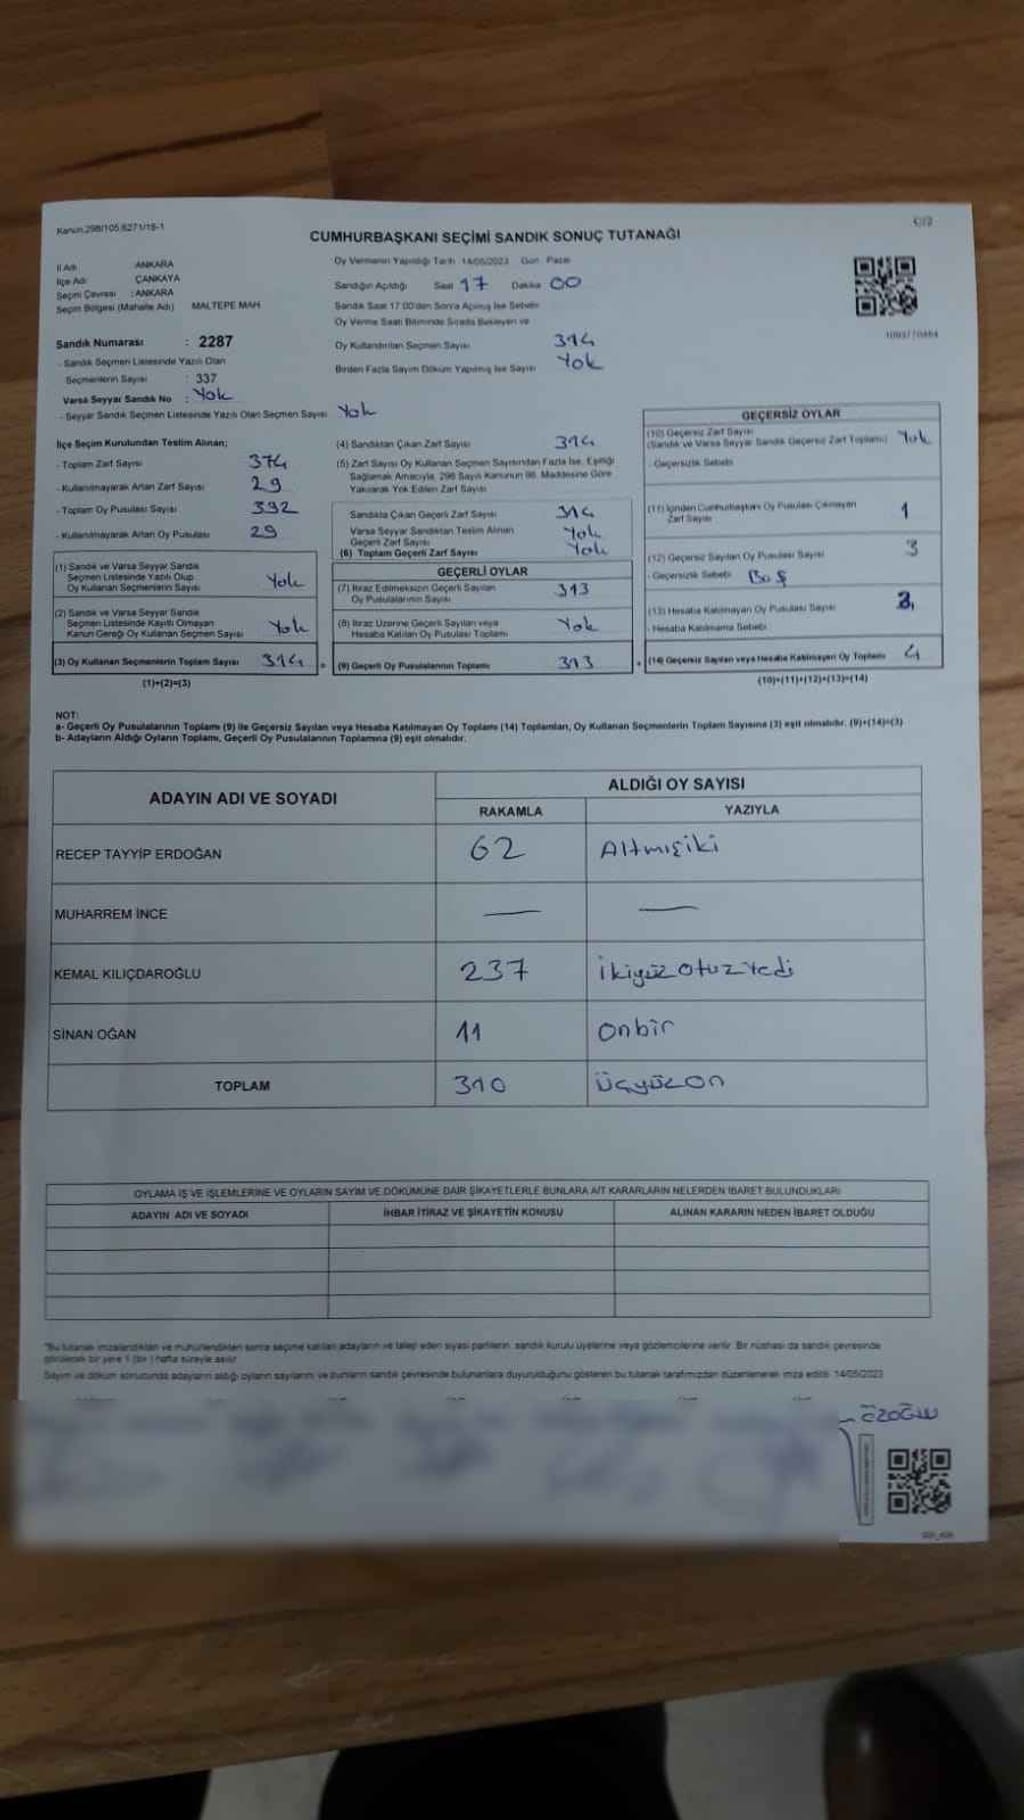 Kanun:298/105,6271/18-1
C/2
CUMHURBAŞKANI SEÇİMİ SANDIK SONUÇ TUTANAĞI
İl Adı : ANKARA
İlçe Adı : ÇANKAYA
Seçim Çevresi : ANKARA
Seçim Bölgesi (Mahalle Adı) MALTEPE MAH
Oy Vermenin Yapıldığı Tarih 14/05/2023 Gün Pazar
Sandığın Açıldığı Saat 17 Dakika 00
Sandık Saat 17:00'den Sonra Açılmış İse Sebebi
Oy Verme Saati Bitiminde Sırada Bekleyen ve
Oy Kullandırılan Seçmen Sayısı 314
Birden Fazla Sayım Döküm Yapılmış İse Sayısı Yok
Sandık Numarası : 2287
- Sandık Seçmen Listesinde Yazılı Olan
Seçmenlerin Sayısı : 337
Varsa Seyyar Sandık No : Yok
- Seyyar Sandık Seçmen Listesinde Yazılı Olan Seçmen Sayısı Yok
İlçe Seçim Kurulundan Teslim Alınan;
- Toplam Zarf Sayısı 374
- Kullanılmayarak Artan Zarf Sayısı 29
- Toplam Oy Pusulası Sayısı 392
- Kullanılmayarak Artan Oy Pusulası 29
(1) Sandık ve Varsa Seyyar Sandık
Seçmen Listesinde Yazılı Olup
Oy Kullanan Seçmenlerin Sayısı Yok
(2) Sandık ve Varsa Seyyar Sandık
Seçmen Listesinde Kayıtlı Olmayan
Kanun Gereği Oy Kullanan Seçmen Sayısı Yok
(3) Oy Kullanan Seçmenlerin Toplam Sayısı 314 =
(1)+(2)=(3)
(4) Sandıktan Çıkan Zarf Sayısı 314
(5) Zarf Sayısı Oy Kullanan Seçmen Sayısından Fazla İse, Eşitliği
Sağlamak Amacıyla, 298 Sayılı Kanunun 98. Maddesine Göre
Yakılarak Yok Edilen Zarf Sayısı
Sandıkta Çıkan Geçerli Zarf Sayısı 314
Varsa Seyyar Sandıktan Teslim Alınan
Geçerli Zarf Sayısı Yok
(6) Toplam Geçerli Zarf Sayısı Yok
GEÇERLİ OYLAR
(7) İtiraz Edilmeksizin Geçerli Sayılan
Oy Pusulalarının Sayısı 313
(8) İtiraz Üzerine Geçerli Sayılan veya
Hesaba Katılan Oy Pusulası Toplamı Yok
(9) Geçerli Oy Pusulalarının Toplamı 313 +
GEÇERSİZ OYLAR
(10) Geçersiz Zarf Sayısı
(Sandık ve Varsa Seyyar Sandık Geçersiz Zarf Toplamı) Yok
- Geçersizlik Sebebi
(11) İçinden Cumhurbaşkanı Oy Pusulası Çıkmayan
Zarf Sayısı 1
(12) Geçersiz Sayılan Oy Pusulası Sayısı 3
- Geçersizlik Sebebi Boş
(13) Hesaba Katılmayan Oy Pusulası Sayısı
- Hesaba Katılmama Sebebi
(14) Geçersiz Sayılan veya Hesaba Katılmayan Oy Toplamı 4
(10)+(11)+(12)+(13)=(14)
NOT:
a- Geçerli Oy Pusulalarının Toplamı (9) ile Geçersiz Sayılan veya Hesaba Katılmayan Oy Toplamı (14) Toplamları, Oy Kullanan Seçmenlerin Toplam Sayısına (3) eşit olmalıdır. (9)+(14)=(3)
b- Adayların Aldığı Oyların Toplamı, Geçerli Oy Pusulalarının Toplamına (9) eşit olmalıdır.
ADAYIN ADI VE SOYADI
ALDIĞI OY SAYISI
RAKAMLA YAZIYLA
RECEP TAYYİP ERDOĞAN 62 Altmışiki
MUHARREM İNCE — —
KEMAL KILIÇDAROĞLU 237 ikiyüzotuzYedi
SİNAN OĞAN 11 onbir
TOPLAM 310 Üçyüzon
OYLAMA İŞ VE İŞLEMLERİNE VE OYLARIN SAYIM VE DÖKÜMÜNE DAİR ŞİKAYETLERLE BUNLARA AİT KARARLARIN NELERDEN İBARET BULUNDUKLARI
ADAYIN ADI VE SOYADI İHBAR İTİRAZ VE ŞİKAYETİN KONUSU ALINAN KARARIN NEDEN İBARET OLDUĞU
"Bu tutanak imzalandıktan ve mühürlendikten sonra seçime katılan adayların ve talep eden siyasi partilerin, sandık kurulu üyelerine veya gözlemcilerine verilir. Bir nüshası da sandık çevresinde
görülecek bir yere 1 (bir ) hafta süreyle asılır
Sayım ve döküm sonucunda adayların aldığı oyların sayılarını ve bunların sandık çevresinde bulunanlara duyurulduğunu gösteren bu tutanak tarafımızdan düzenlenerek imza edildi. 14/05/2023
ÖZOĞLU